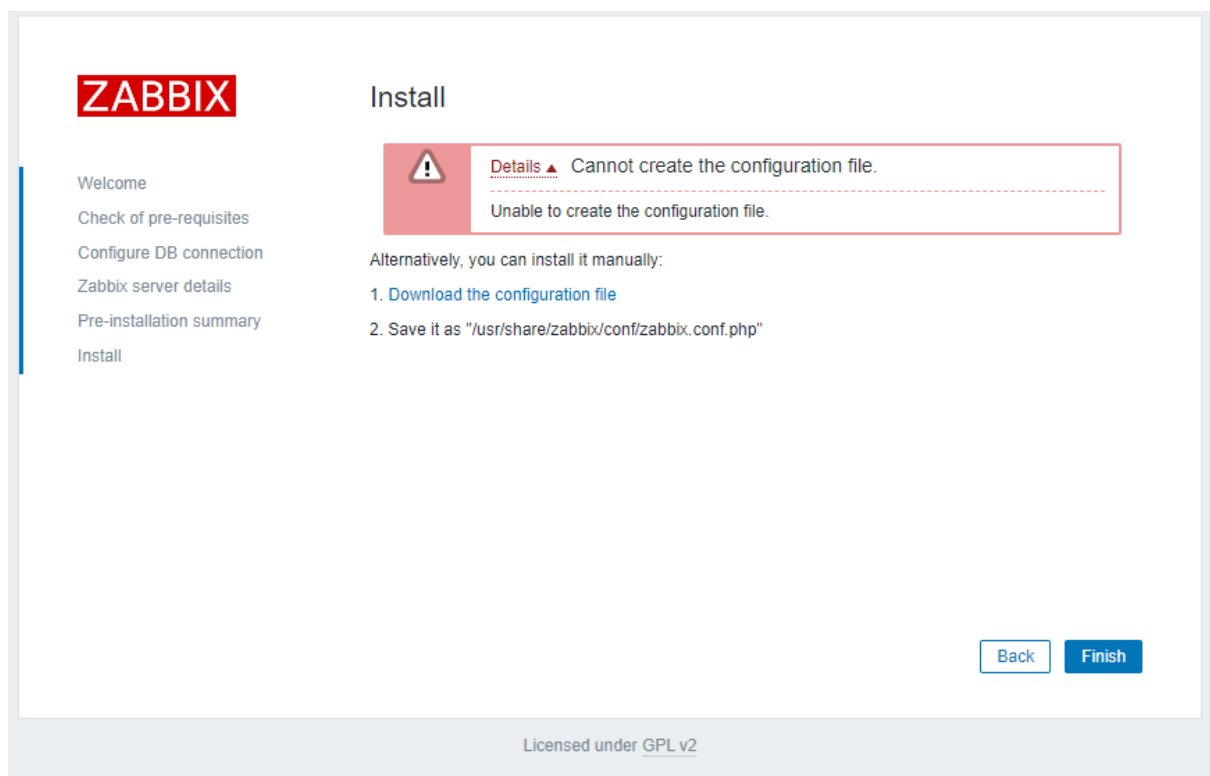 ZABBIX
Install
Details ▲ Cannot create the configuration file.
Unable to create the configuration file.
Welcome
Check of pre-requisites
Configure DB connection
Zabbix server details
Pre-installation summary
Install
Alternatively, you can install it manually:
1. Download the configuration file
2. Save it as "/usr/share/zabbix/conf/zabbix.conf.php"
Back
Finish
Licensed under GPL v2